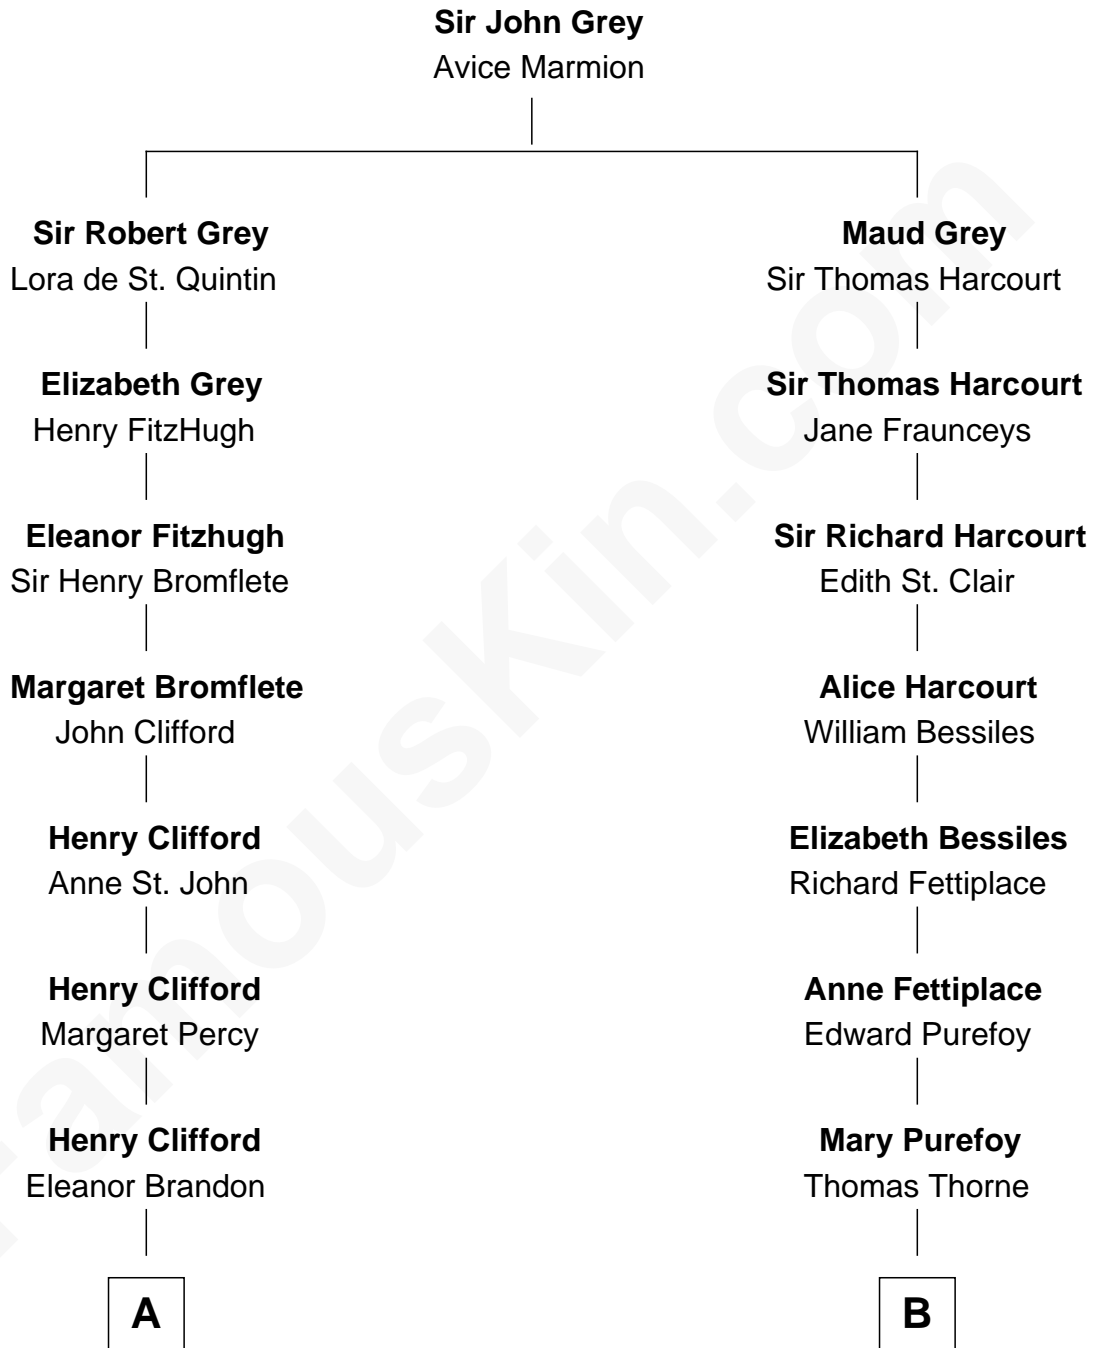 Sir John Grey
Avice Marmion
Sir Robert Grey
Lora de St. Quintin
Maud Grey
Sir Thomas Harcourt
Elizabeth Grey
Henry FitzHugh
Sir Thomas Harcourt
Jane Fraunceys
Eleanor Fitzhugh
Sir Henry Bromflete
Sir Richard Harcourt
Edith St. Clair
Margaret Bromflete
John Clifford
Alice Harcourt
William Bessiles
Henry Clifford
Anne St. John
Elizabeth Bessiles
Richard Fettiplace
Henry Clifford
Margaret Percy
Anne Fettiplace
Edward Purefoy
Henry Clifford
Eleanor Brandon
Mary Purefoy
Thomas Thorne
A
B
FamousKin.com